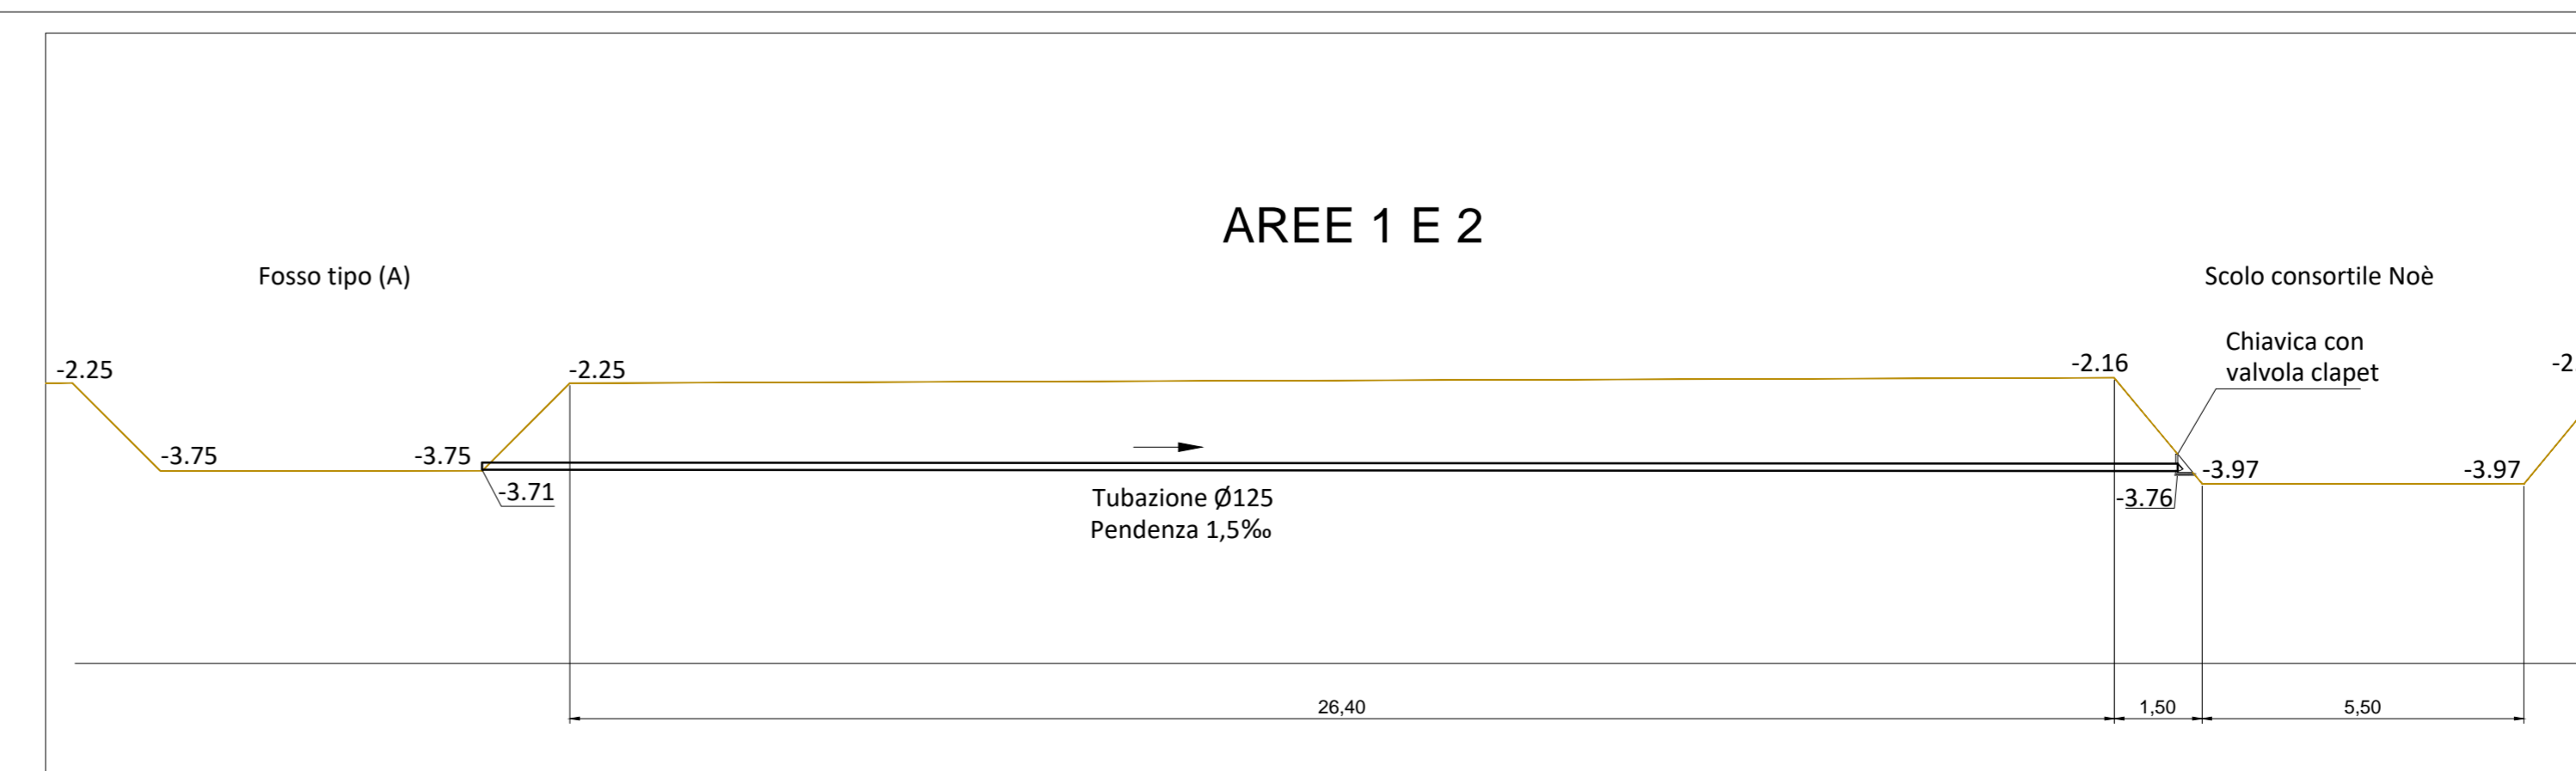 AREE 1 E 2
Fosso tipo (A)
Scolo consortile Noè
Chiavica con
valvola clapet
-2.25
-2.25
-2.16
-2
-3.75
-3.75
-3.71
-3.76
-3.97
-3.97
Tubazione Ø125
Pendenza 1,5‰
26,40
1,50
5,50